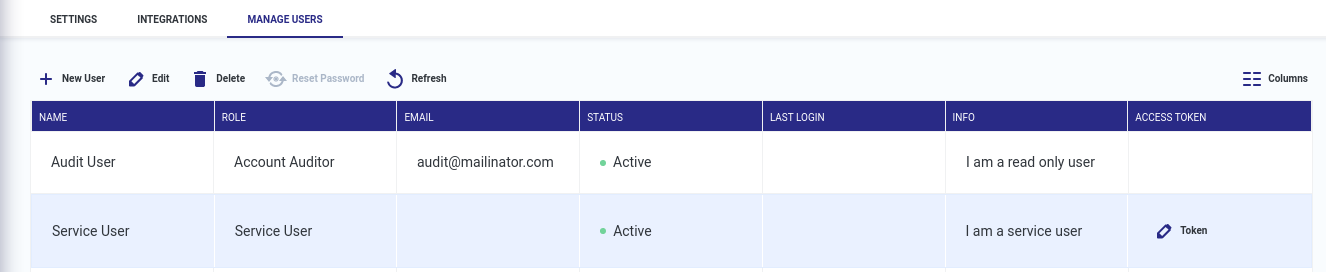 SETTINGS INTEGRATIONS MANAGE USERS
New User Edit Delete Reset Password Refresh Columns
NAME ROLE EMAIL STATUS LAST LOGIN INFO ACCESS TOKEN
Audit User Account Auditor audit@mailinator.com Active I am a read only user
Service User Service User Active I am a service user Token